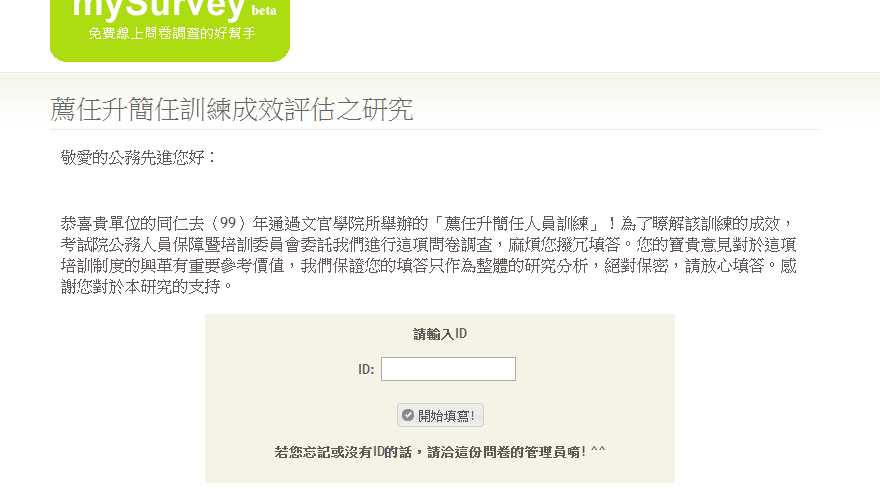 mySurvey beta
免費線上問卷調查的好幫手
薦任升簡任訓練成效評估之研究
敬愛的公務先進您好：
恭喜貴單位的同仁去（99）年通過文官學院所舉辦的「薦任升簡任人員訓練」！為了瞭解該訓練的成效，
考試院公務人員保障暨培訓委員會委託我們進行這項問卷調查，麻煩您撥冗填答。您的寶貴意見對於這項
培訓制度的興革有重要參考價值，我們保證您的填答只作為整體的研究分析，絕對保密，請放心填答。感
謝您對於本研究的支持。
請輸入ID
ID:
開始填寫!
若您忘記或沒有ID的話，請洽這份問卷的管理員唷! ^^